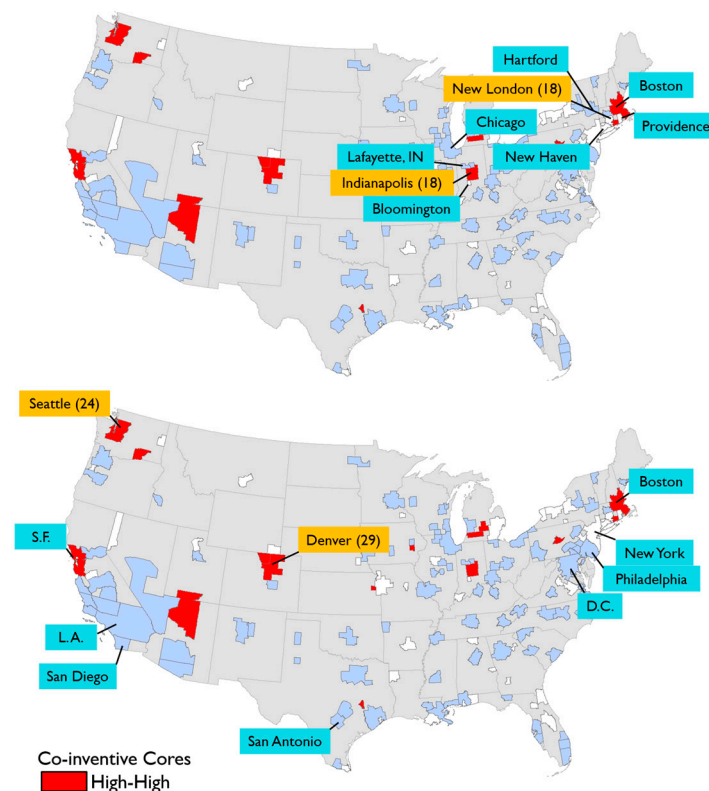 Hartford
New London (18)
Boston
Chicago
Providence
Lafayette, IN
New Haven
Indianapolis (18)
Bloomington
Seattle (24)
Boston
S.F.
Denver (29)
New York
Philadelphia
D.C.
L.A.
San Diego
San Antonio
Co-inventive Cores
High-High